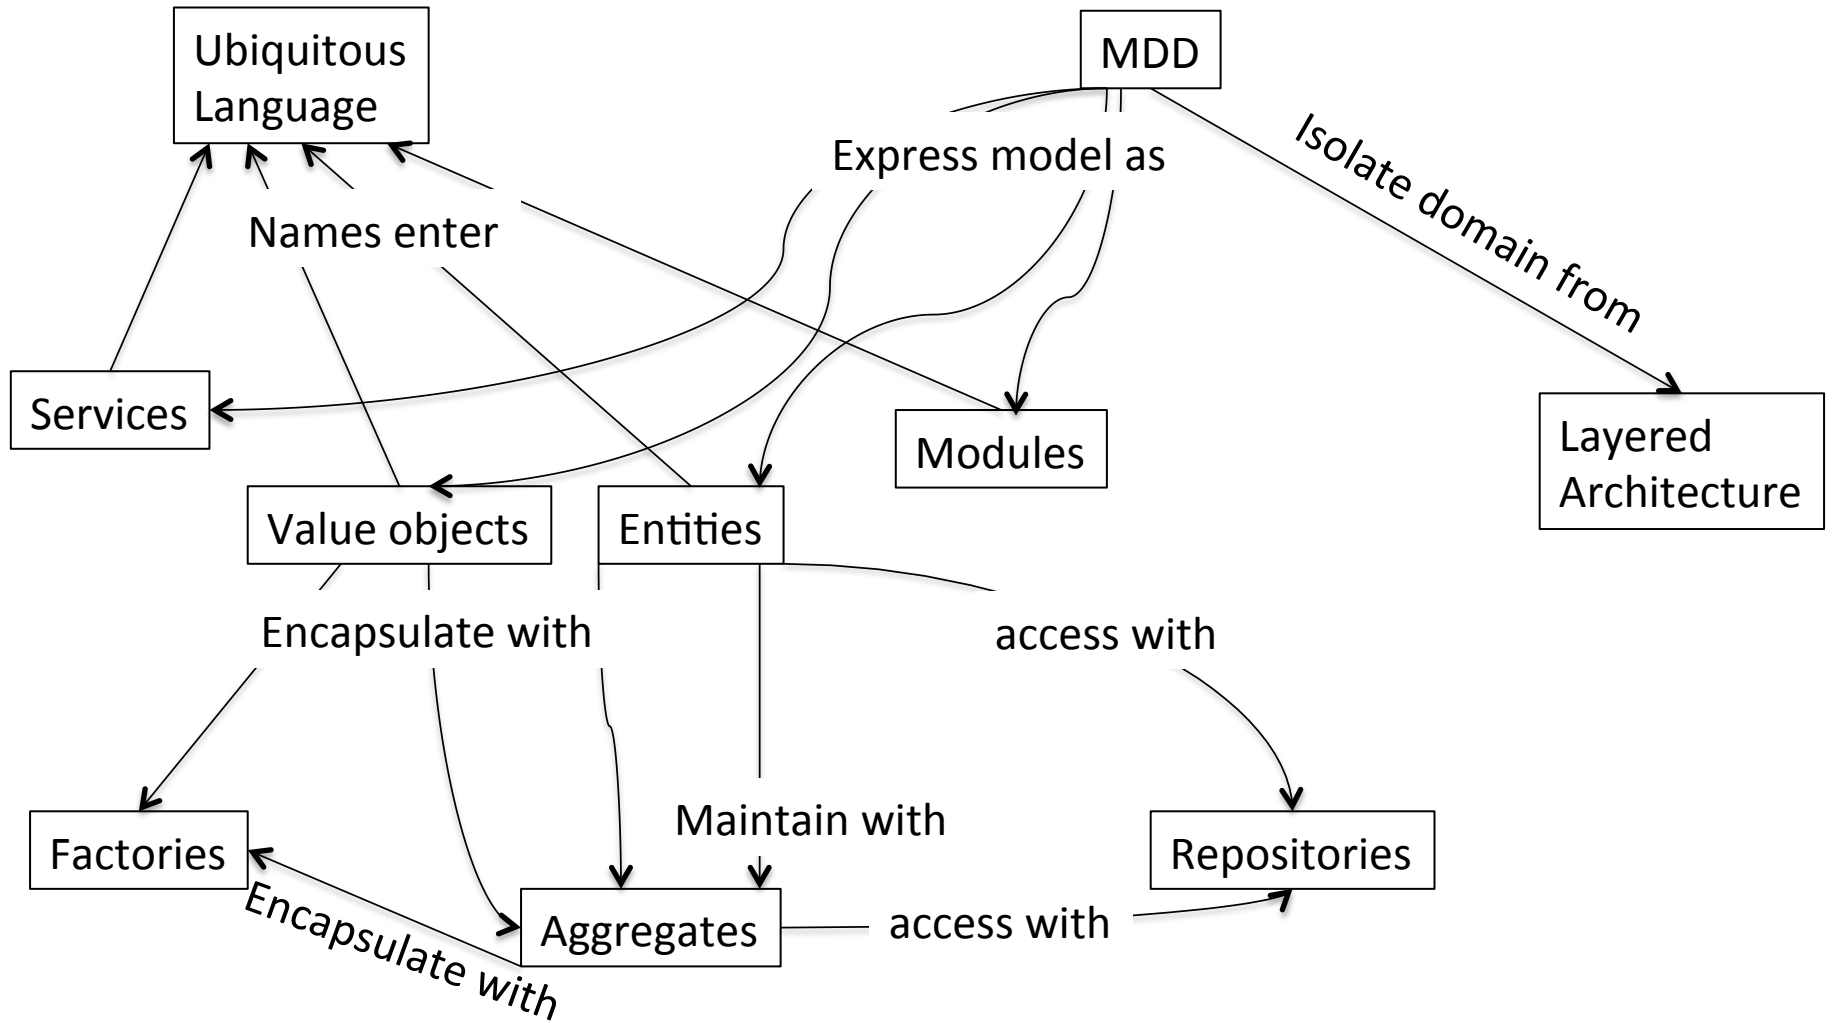 Ubiquitous
Language
MDD
Express model as
Isolate domain from
Names enter
Services
Modules
Layered
Architecture
Value objects
Entities
Encapsulate with
access with
Maintain with
Factories
Repositories
Encapsulate with
Aggregates
access with